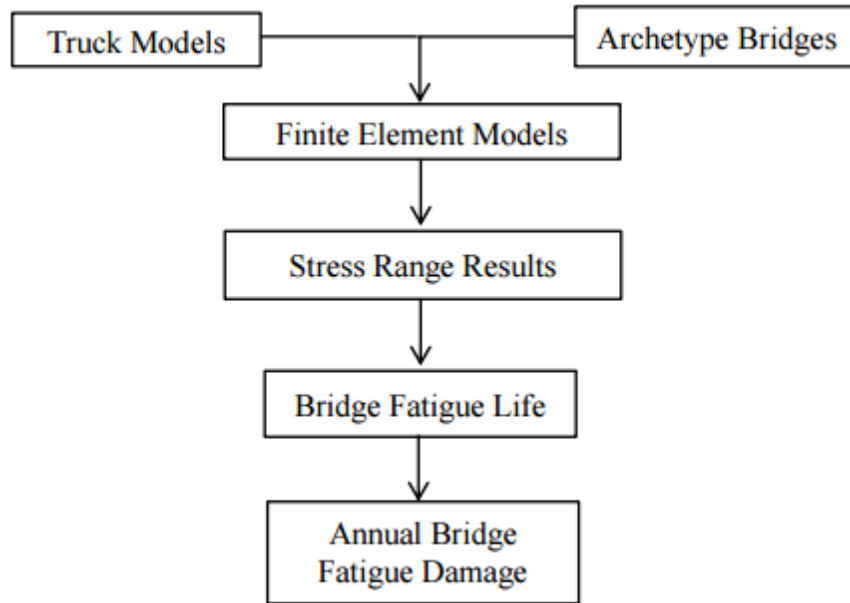 Truck Models
Archetype Bridges
Finite Element Models
Stress Range Results
Bridge Fatigue Life
Annual Bridge
Fatigue Damage